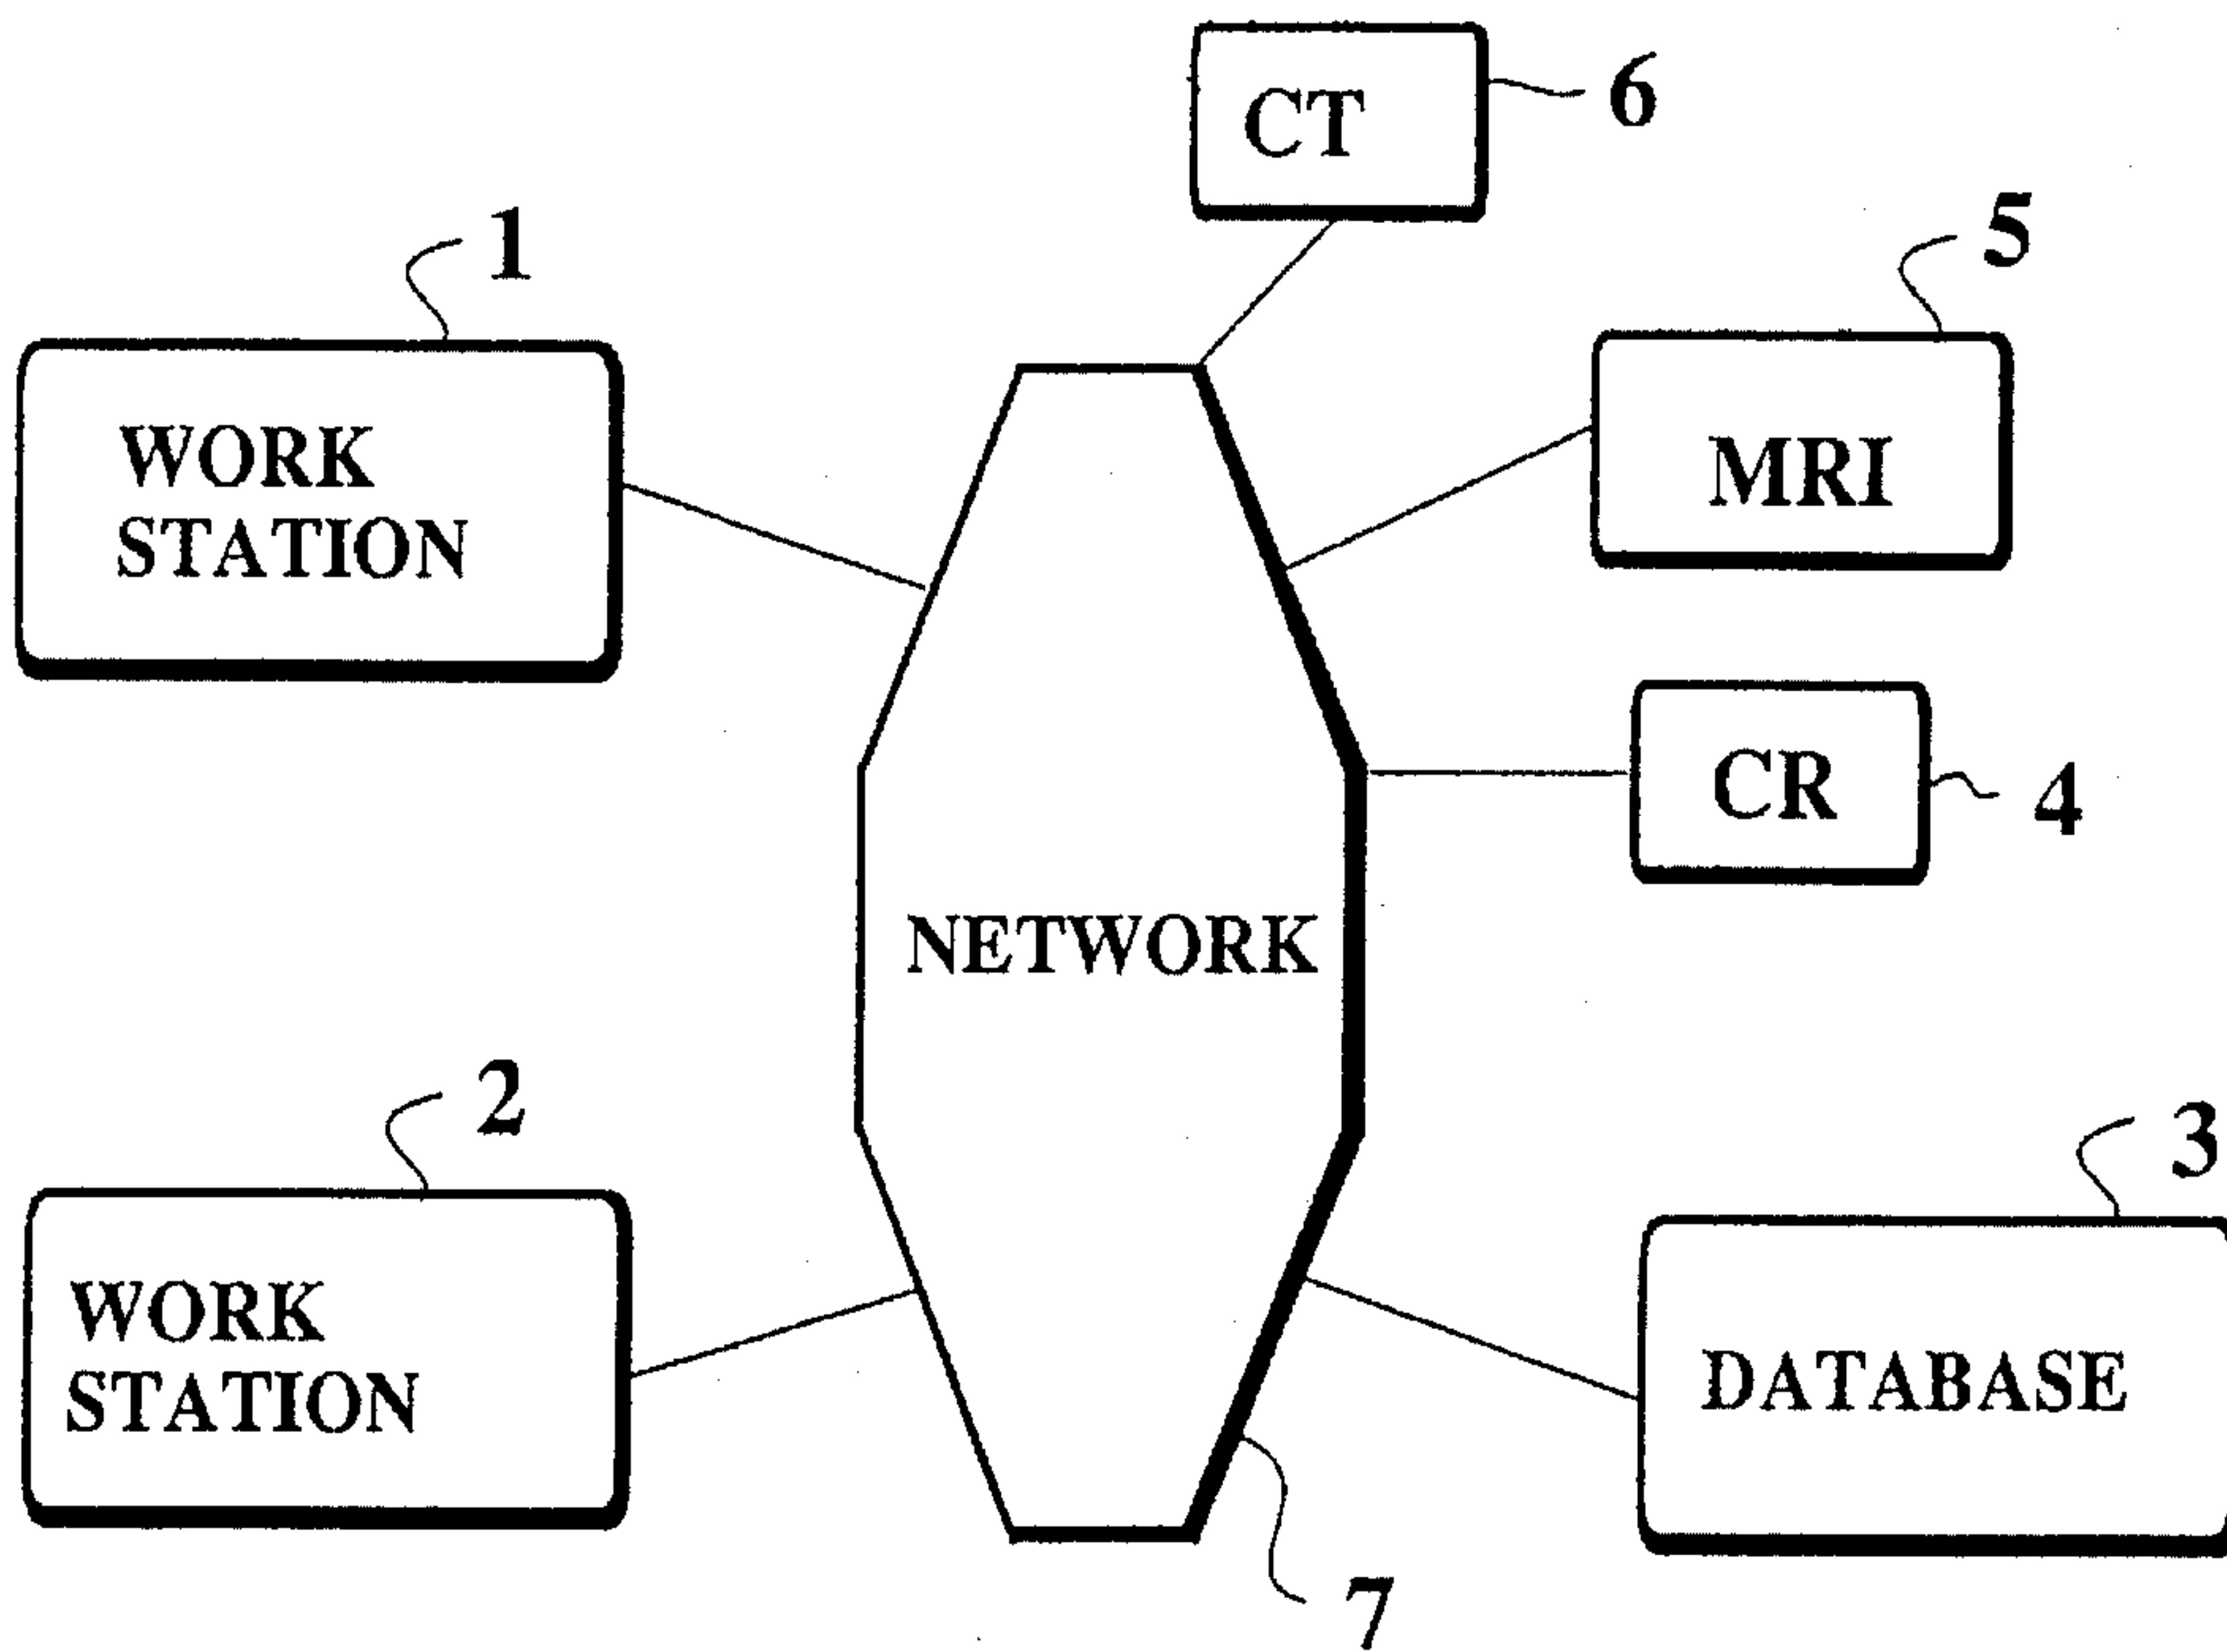 CT
6
1
5
WORK
STATION
MRI
CR
4
NETWORK
2
3
WORK
STATION
DATABASE
7